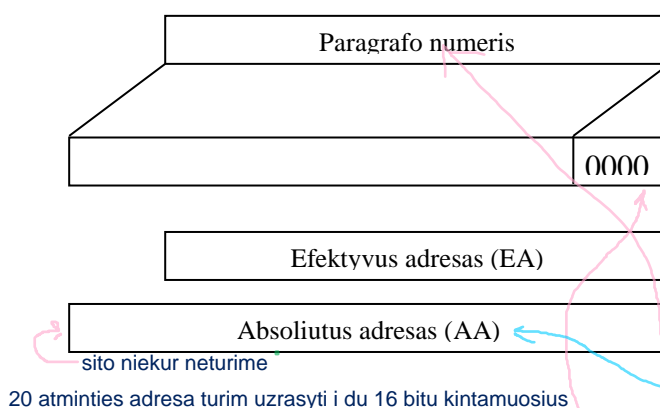 Paragrafo numeris
0000
Efektyvus adresas (EA)
Absoliutus adresas (AA)
sito niekur neturime
20 atminties adresa turim uzrasyti i du 16 bitu kintamuosius